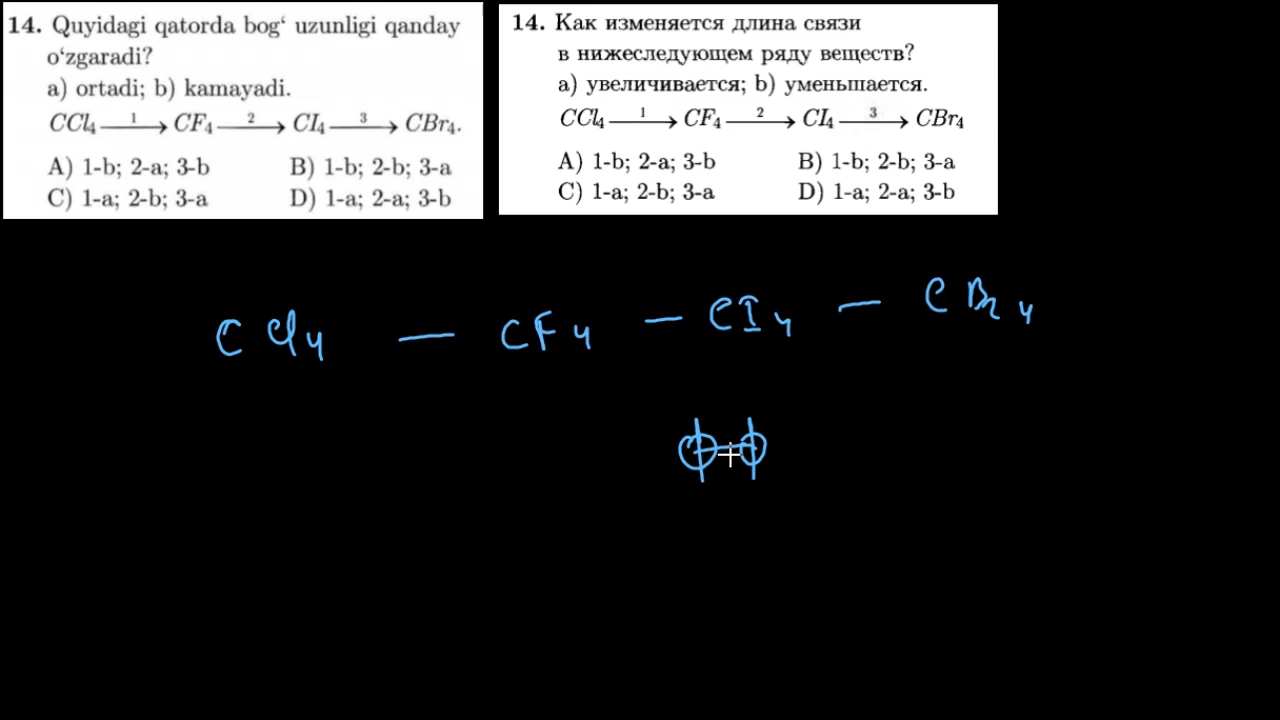 14. Quyidagi qatorda bog‘ uzunligi qanday
o‘zgaradi?
a) ortadi; b) kamayadi.
CCl₄ —1→ CF₄ —2→ CI₄ —3→ CBr₄.
A) 1-b; 2-a; 3-b B) 1-b; 2-b; 3-a
C) 1-a; 2-b; 3-a D) 1-a; 2-a; 3-b
14. Как изменяется длина связи
в нижеследующем ряду веществ?
a) увеличивается; b) уменьшается.
CCl₄ —1→ CF₄ —2→ CI₄ —3→ CBr₄
A) 1-b; 2-a; 3-b B) 1-b; 2-b; 3-a
C) 1-a; 2-b; 3-a D) 1-a; 2-a; 3-b
CCl₄ — CF₄ — CI₄ — CBr₄